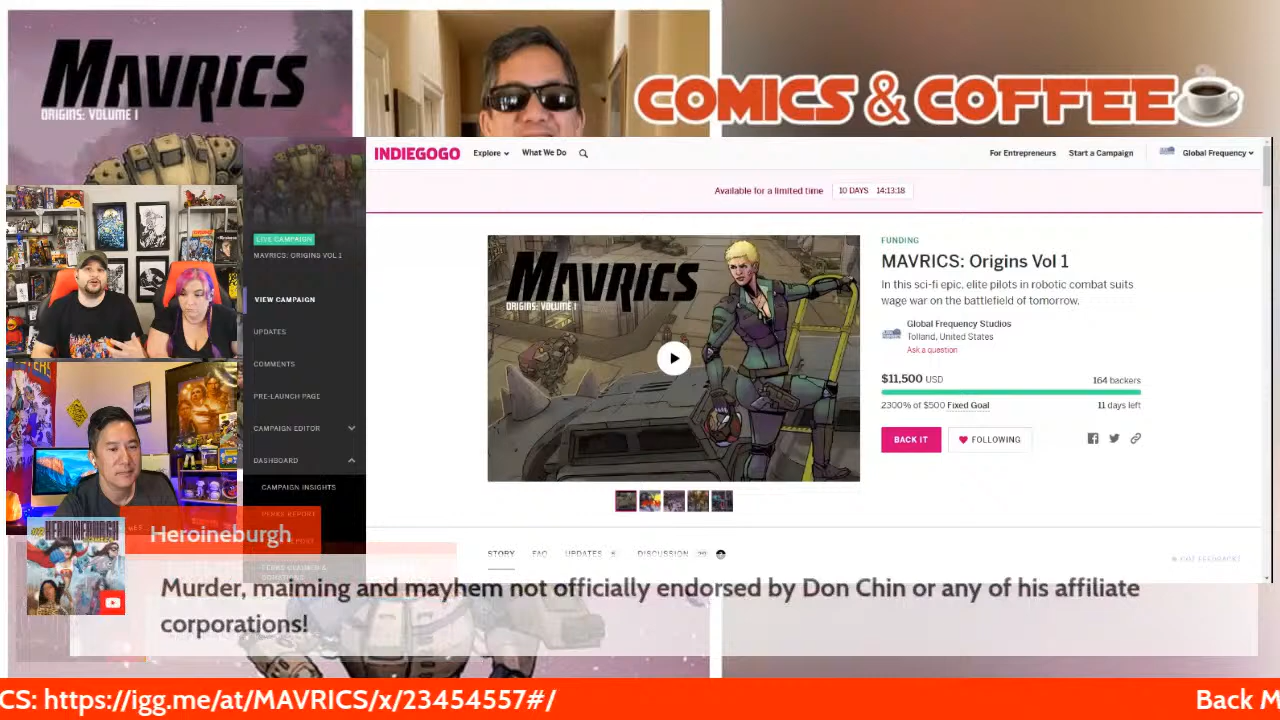 MAVRICS
ORIGINS: VOLUME 1
COMICS & COFFEE
INDIEGOGO
Explore
What We Do
For Entrepreneurs
Start a Campaign
Global Frequency
Available for a limited time
10 DAYS 14:13:18
LIVE CAMPAIGN
MAVRICS: ORIGINS VOL 1
VIEW CAMPAIGN
UPDATES
COMMENTS
PRE-LAUNCH PAGE
CAMPAIGN EDITOR
DASHBOARD
CAMPAIGN INSIGHTS
PERKS REPORT
MAVRICS
ORIGINS: VOLUME 1
FUNDING
MAVRICS: Origins Vol 1
In this sci-fi epic, elite pilots in robotic combat suits
wage war on the battlefield of tomorrow.
Global Frequency Studios
Tolland, United States
Ask a question
$11,500 USD
164 backers
2300% of $500 Fixed Goal
11 days left
BACK IT
FOLLOWING
STORY
FAQ
UPDATES
DISCUSSION
HEROINEBURGH
Heroineburgh
Murder, maiming and mayhem not officially endorsed by Don Chin or any of his affiliate
corporations!
CS: https://igg.me/at/MAVRICS/x/23454557#/
Back M